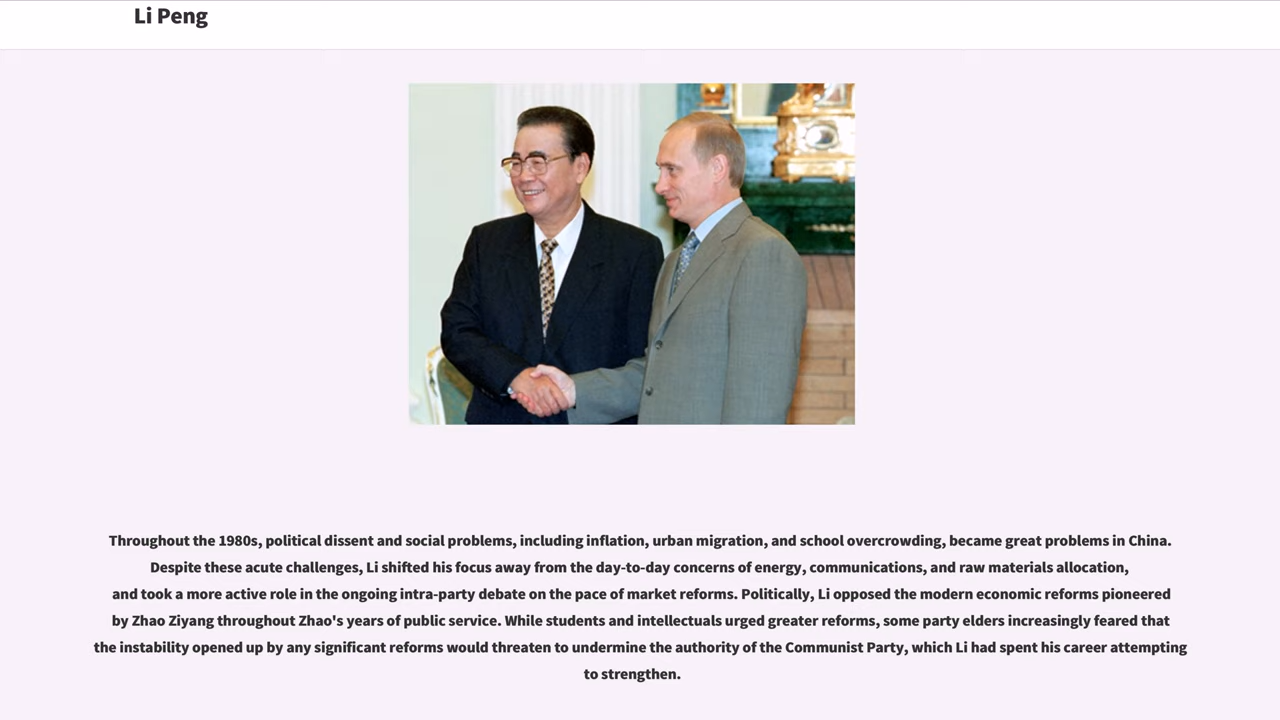 Li Peng
Throughout the 1980s, political dissent and social problems, including inflation, urban migration, and school overcrowding, became great problems in China.
Despite these acute challenges, Li shifted his focus away from the day-to-day concerns of energy, communications, and raw materials allocation,
and took a more active role in the ongoing intra-party debate on the pace of market reforms. Politically, Li opposed the modern economic reforms pioneered
by Zhao Ziyang throughout Zhao's years of public service. While students and intellectuals urged greater reforms, some party elders increasingly feared that
the instability opened up by any significant reforms would threaten to undermine the authority of the Communist Party, which Li had spent his career attempting
to strengthen.